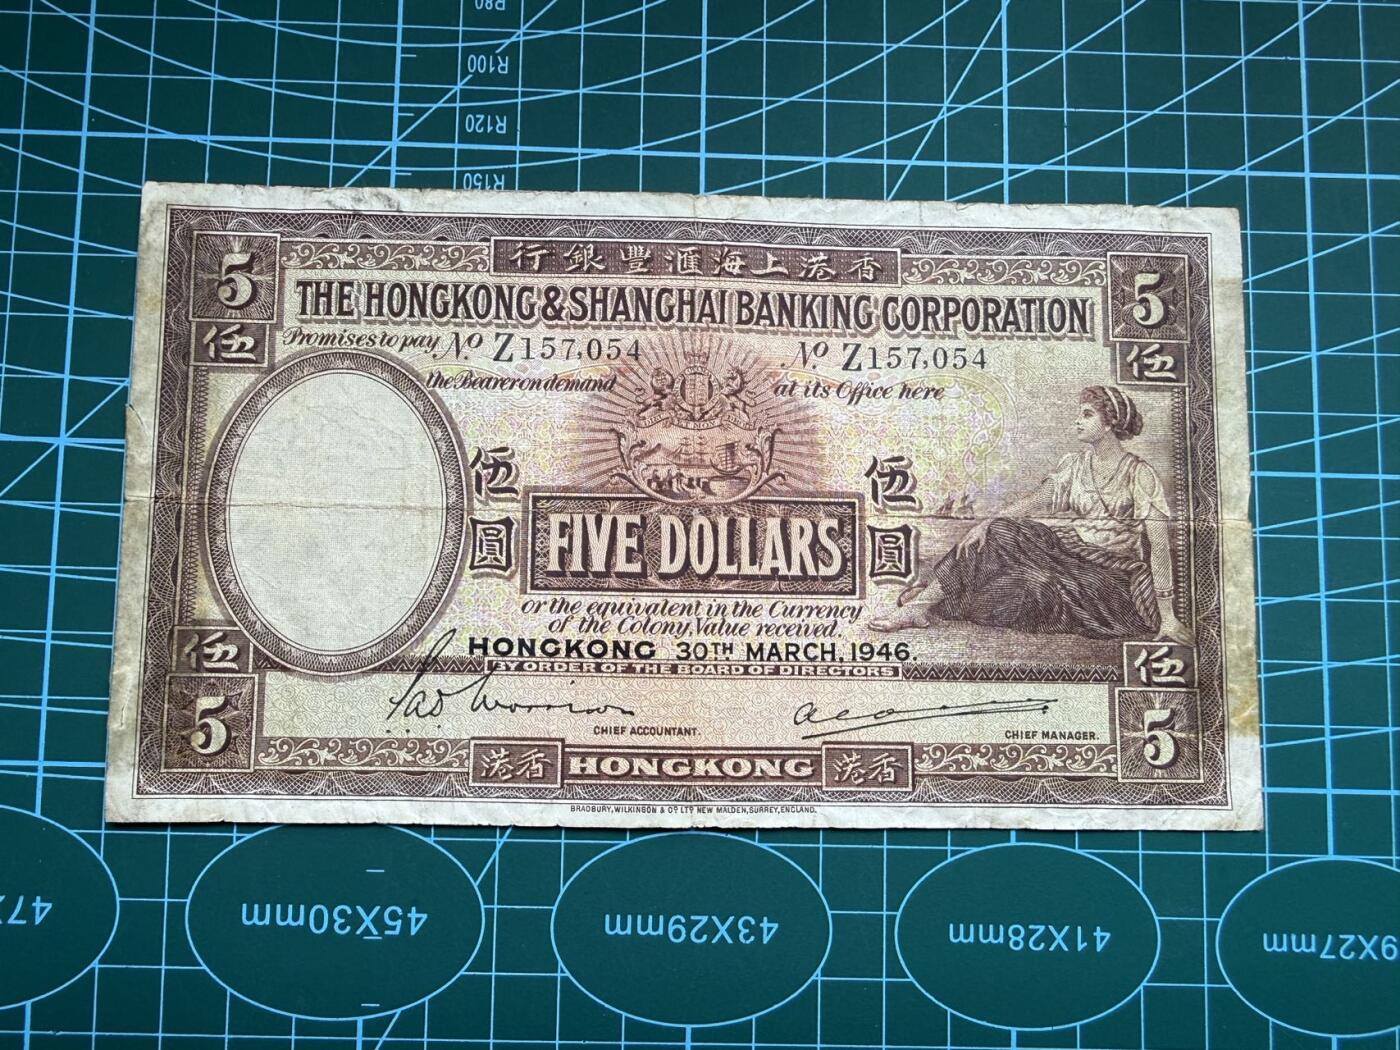 R80
R100
R120
R150
行銀豐滙海上港香
5
5
THE HONGKONG & SHANGHAI BANKING CORPORATION
伍
伍
Promises to pay No Z157,054
No Z157,054
the Bearer on demand
at its Office here
伍圓
伍圓
FIVE DOLLARS
or the equivalent in the Currency
of the Colony, Value received.
HONGKONG 30TH MARCH, 1946.
BY ORDER OF THE BOARD OF DIRECTORS
伍
伍
5
5
CHIEF ACCOUNTANT.
CHIEF MANAGER.
港香 HONGKONG 港香
BRADBURY, WILKINSON & Co LTD NEW MALDEN, SURREY, ENGLAND.
45X30mm
43X29mm
41X28mm
9X27mm